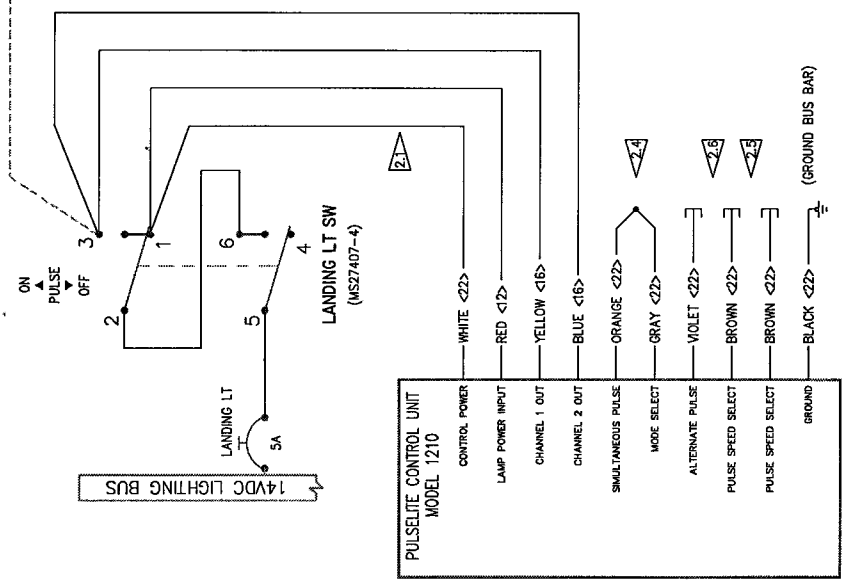 ON
PULSE
OFF
3
1
2
6
4
5
LANDING LT SW
(MS27407-4)
LANDING LT
5A
14VDC LIGHTING BUS
PULSELITE CONTROL UNIT
MODEL 1210
CONTROL POWER
WHITE <22>
2.1
LAMP POWER INPUT
RED <12>
CHANNEL 1 OUT
YELLOW <16>
CHANNEL 2 OUT
BLUE <16>
SIMULTANEOUS PULSE
ORANGE <22>
2.4
MODE SELECT
GRAY <22>
ALTERNATE PULSE
VIOLET <22>
2.6
PULSE SPEED SELECT
BROWN <22>
2.5
PULSE SPEED SELECT
BROWN <22>
GROUND
BLACK <22>
(GROUND BUS BAR)